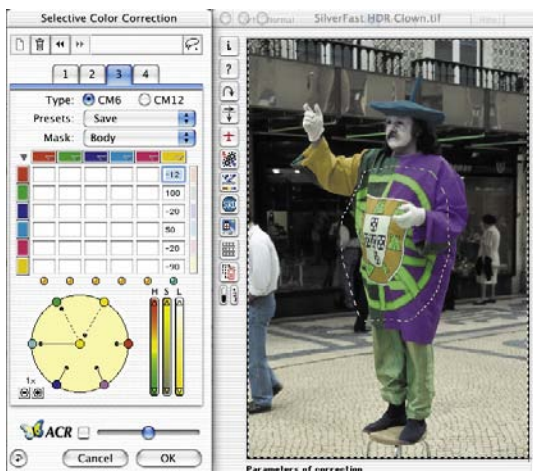 Selective Color Correction
1 2 3 4
Type: CM6 CM12
Presets: Save
Mask: Body
-12
100
-20
50
-20
-90
H S L
1x
ACR
Cancel OK
SilverFast HDR Clown.tif
i
?
Parameters of correction